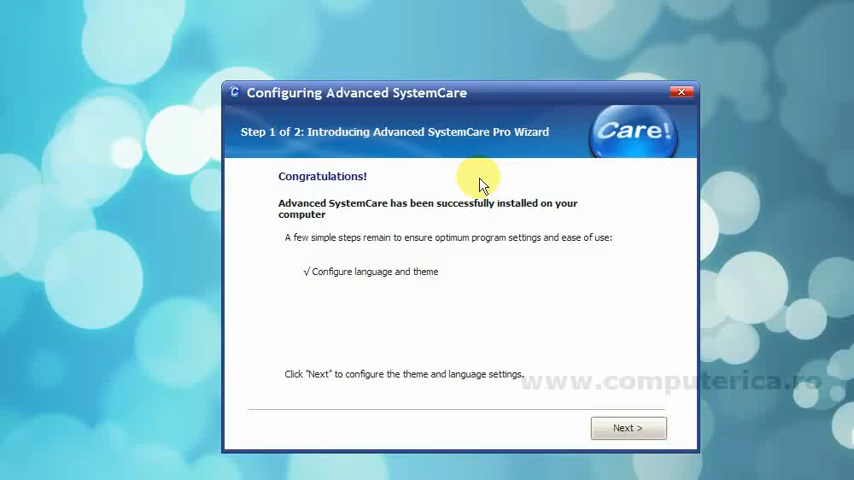 Configuring Advanced SystemCare
Step 1 of 2: Introducing Advanced SystemCare Pro Wizard
Care!
Congratulations!
Advanced SystemCare has been successfully installed on your
computer
A few simple steps remain to ensure optimum program settings and ease of use:
√ Configure language and theme
Click "Next" to configure the theme and language settings.
www.computerica.ro
Next >